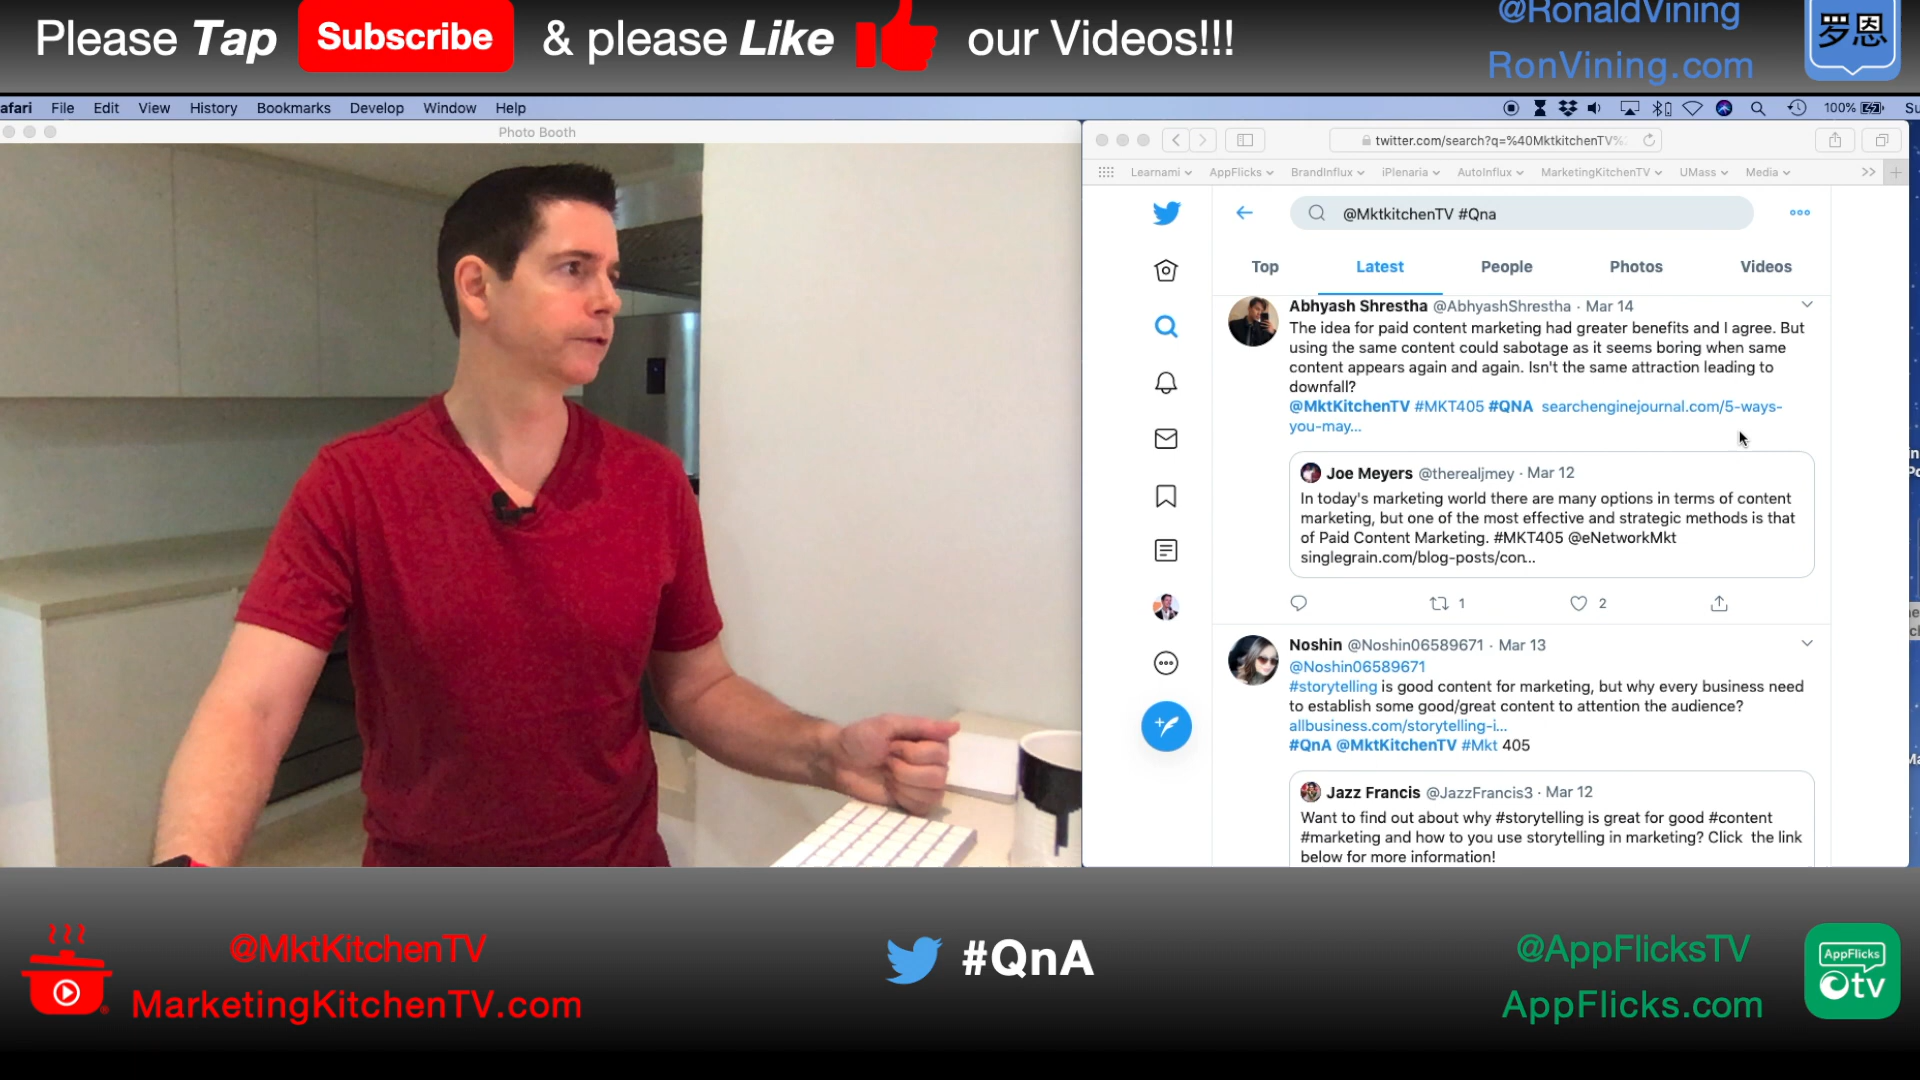 Please Tap Subscribe & please Like our Videos!!!
@RonaldVining
RonVining.com
罗恩
afari File Edit View History Bookmarks Develop Window Help
100%
Photo Booth
twitter.com/search?q=%40MktkitchenTV%
Learnami AppFlicks BrandInflux iPlenaria AutoInflux MarketingKitchenTV UMass Media
@MktkitchenTV #Qna
Top Latest People Photos Videos
Abhyash Shrestha @AbhyashShrestha · Mar 14
The idea for paid content marketing had greater benefits and I agree. But
using the same content could sabotage as it seems boring when same
content appears again and again. Isn't the same attraction leading to
downfall?
@MktKitchenTV #MKT405 #QNA searchenginejournal.com/5-ways-
you-may...
Joe Meyers @therealjmey · Mar 12
In today's marketing world there are many options in terms of content
marketing, but one of the most effective and strategic methods is that
of Paid Content Marketing. #MKT405 @eNetworkMkt
singlegrain.com/blog-posts/con...
1 2
Noshin @Noshin06589671 · Mar 13
@Noshin06589671
#storytelling is good content for marketing, but why every business need
to establish some good/great content to attention the audience?
allbusiness.com/storytelling-i...
#QnA @MktKitchenTV #Mkt 405
Jazz Francis @JazzFrancis3 · Mar 12
Want to find out about why #storytelling is great for good #content
#marketing and how to you use storytelling in marketing? Click the link
below for more information!
@MktKitchenTV
MarketingKitchenTV.com
#QnA
@AppFlicksTV
AppFlicks.com
AppFlicks
tv